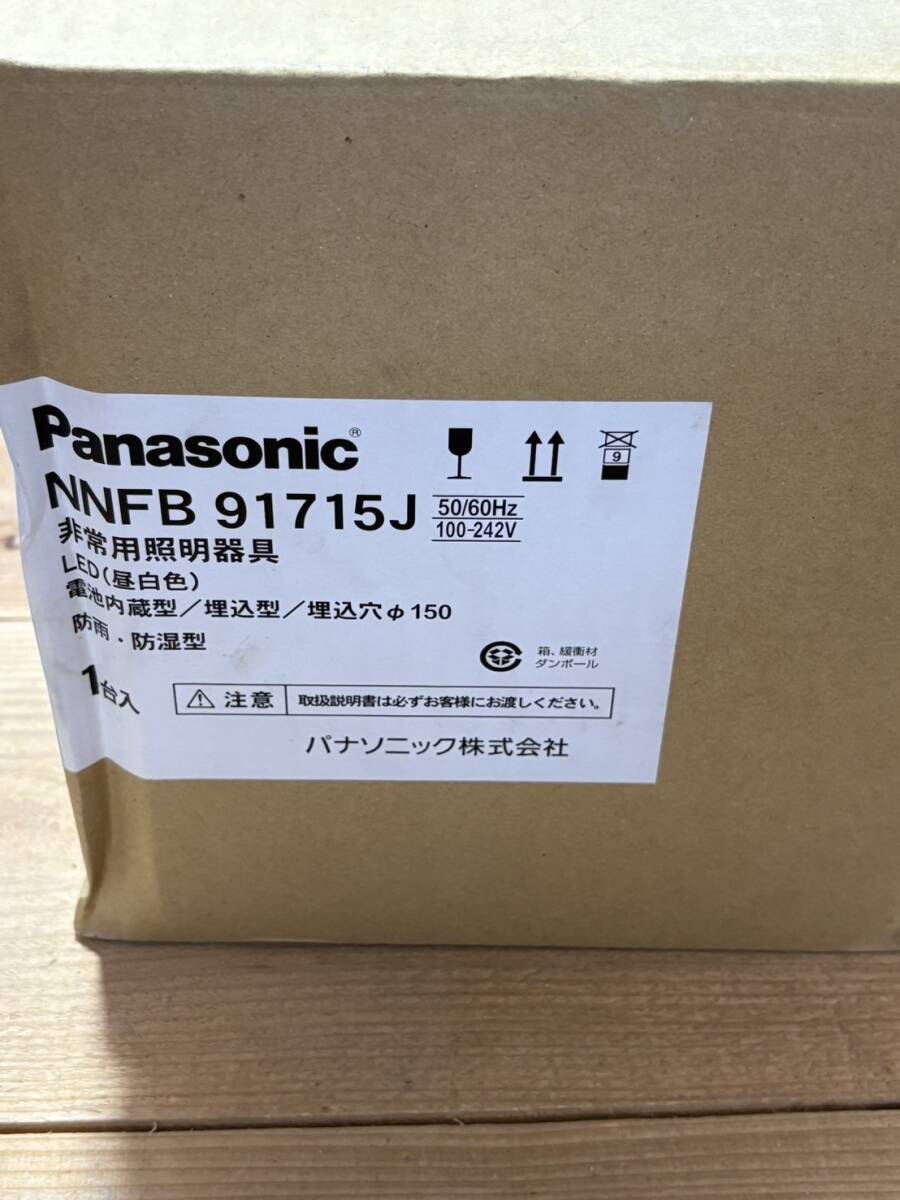 Panasonic®
NNFB 91715J
50/60Hz
100-242V
9
非常用照明器具
LED(昼白色)
電池内蔵型/埋込型/埋込穴φ150
防雨・防湿型
箱、緩衝材
ダンボール
1台入
注意 取扱説明書は必ずお客様にお渡しください。
パナソニック株式会社